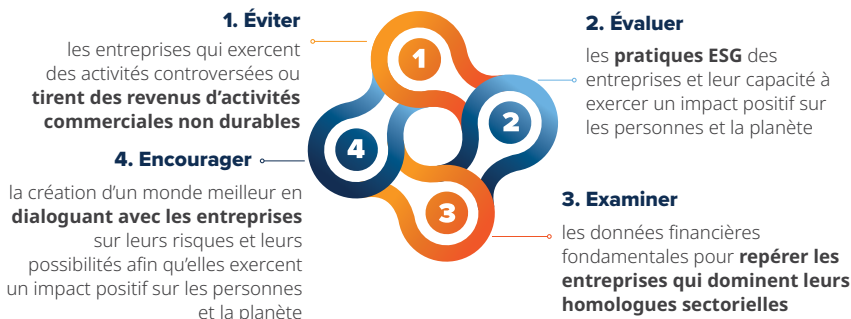 1. Éviter
les entreprises qui exercent
des activités controversées ou
tirent des revenus d’activités
commerciales non durables
1
2. Évaluer
les pratiques ESG des
entreprises et leur capacité à
exercer un impact positif sur
les personnes et la planète
2
3. Examiner
les données financières
fondamentales pour repérer les
entreprises qui dominent leurs
homologues sectorielles
3
4. Encourager
la création d’un monde meilleur en
dialoguant avec les entreprises
sur leurs risques et leurs
possibilités afin qu’elles exercent
un impact positif sur les personnes
et la planète
4